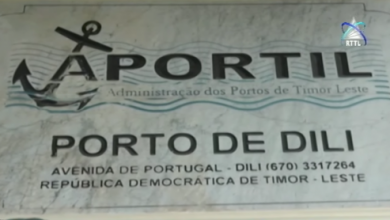 RTTL
APORTIL
Administração dos Portos de Timor Leste
PORTO DE DILI
AVENIDA DE PORTUGAL - DILI (670) 3317264
REPÚBLICA DEMOCRÁTICA DE TIMOR - LESTE